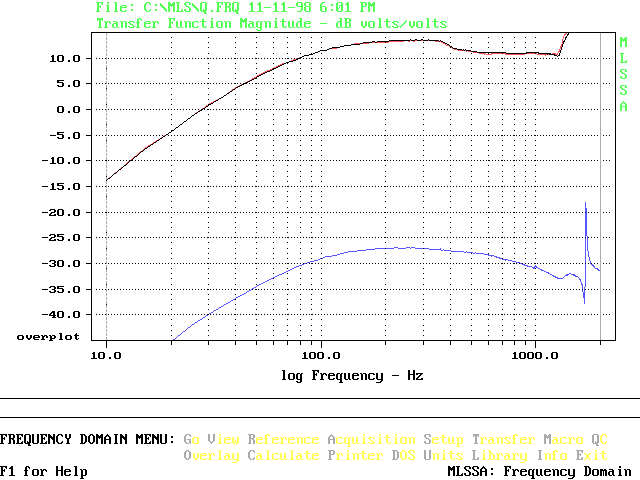 File: C:\MLS\Q.FRQ 11-11-98 6:01 PM
Transfer Function Magnitude - dB volts/volts
MLSSA
10.0
5.0
0.0
-5.0
-10.0
-15.0
-20.0
-25.0
-30.0
-35.0
-40.0
overplot
10.0 100.0 1000.0
log Frequency - Hz
FREQUENCY DOMAIN MENU: Go View Reference Acquisition Setup Transfer Macro QC
Overlay Calculate Printer DOS Units Library Info Exit
F1 for Help MLSSA: Frequency Domain